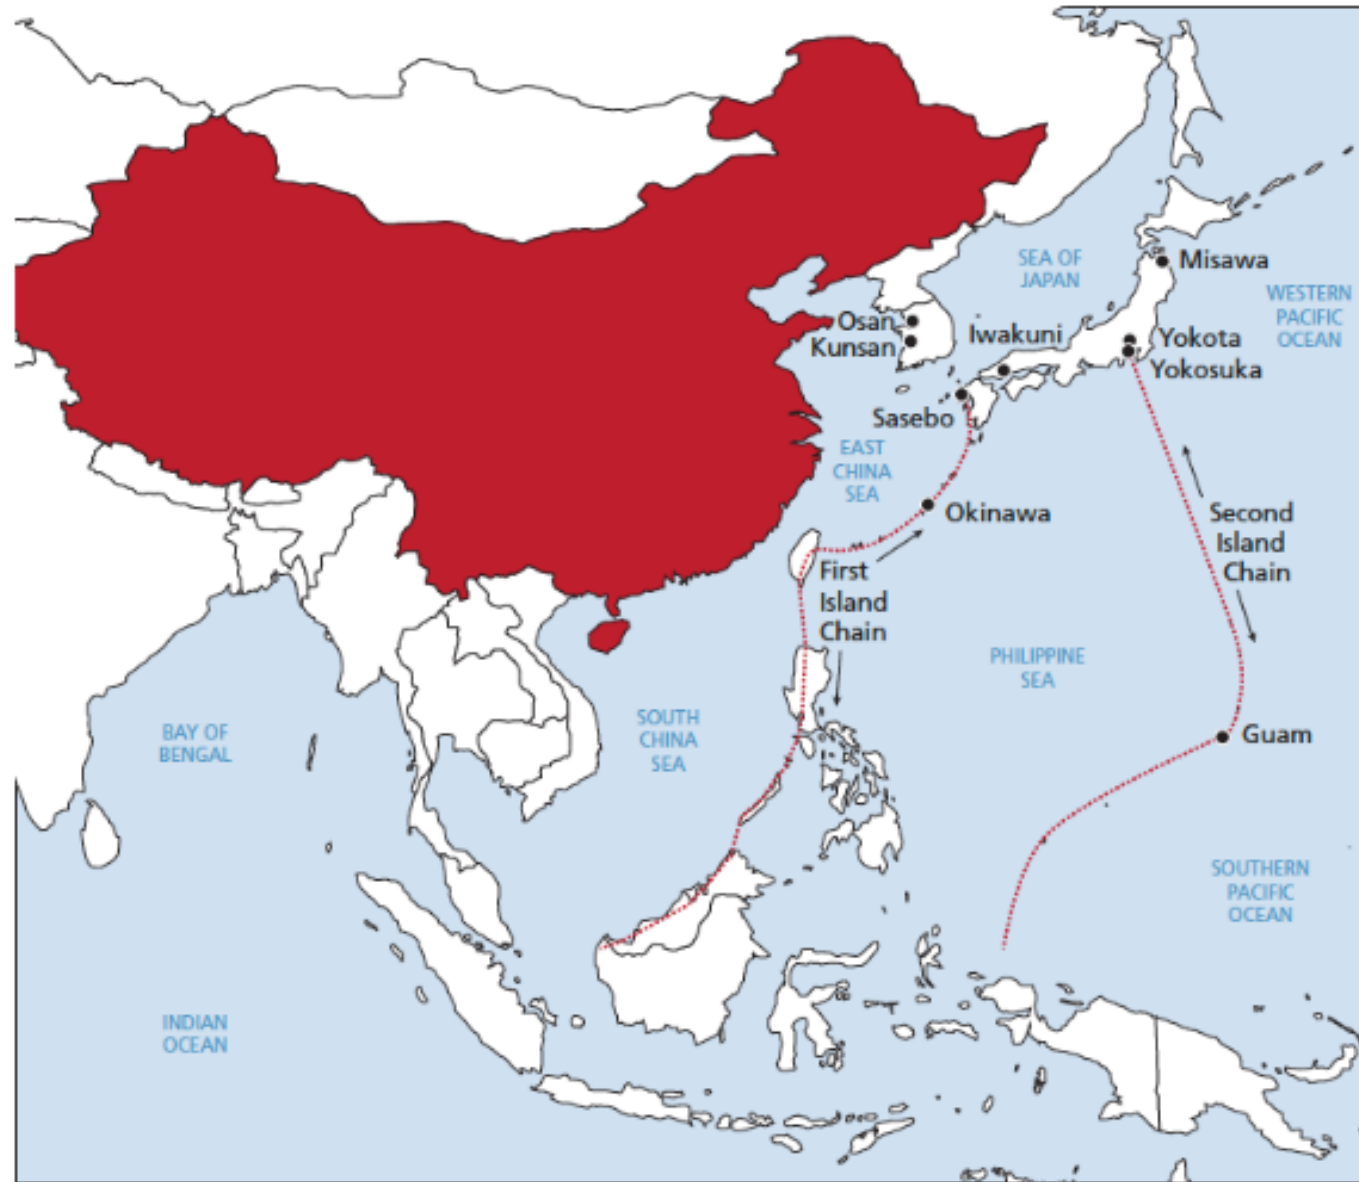 SEA OF
JAPAN
Misawa
WESTERN
PACIFIC
OCEAN
Osan
Kunsan
Iwakuni
Yokota
Yokosuka
Sasebo
EAST
CHINA
SEA
Okinawa
Second
Island
Chain
First
Island
Chain
PHILIPPINE
SEA
BAY OF
BENGAL
SOUTH
CHINA
SEA
Guam
SOUTHERN
PACIFIC
OCEAN
INDIAN
OCEAN